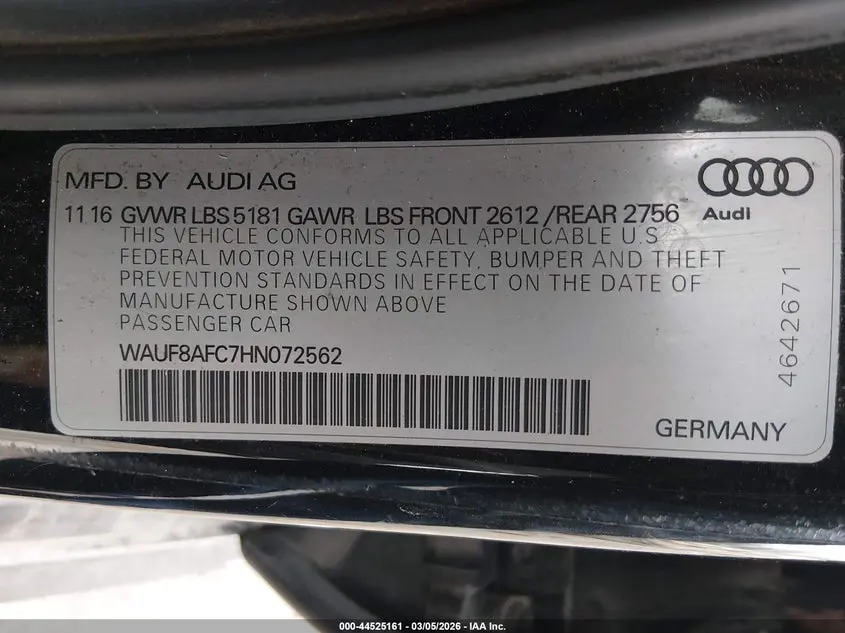 MFD. BY AUDI AG
11 16 GVWR LBS 5181 GAWR LBS FRONT 2612 /REAR 2756
Audi
THIS VEHICLE CONFORMS TO ALL APPLICABLE U.S
FEDERAL MOTOR VEHICLE SAFETY, BUMPER AND THEFT
PREVENTION STANDARDS IN EFFECT ON THE DATE OF
MANUFACTURE SHOWN ABOVE
PASSENGER CAR
WAUF8AFC7HN072562
4642671
GERMANY
000-44525161 - 03/05/2026 - IAA Inc.